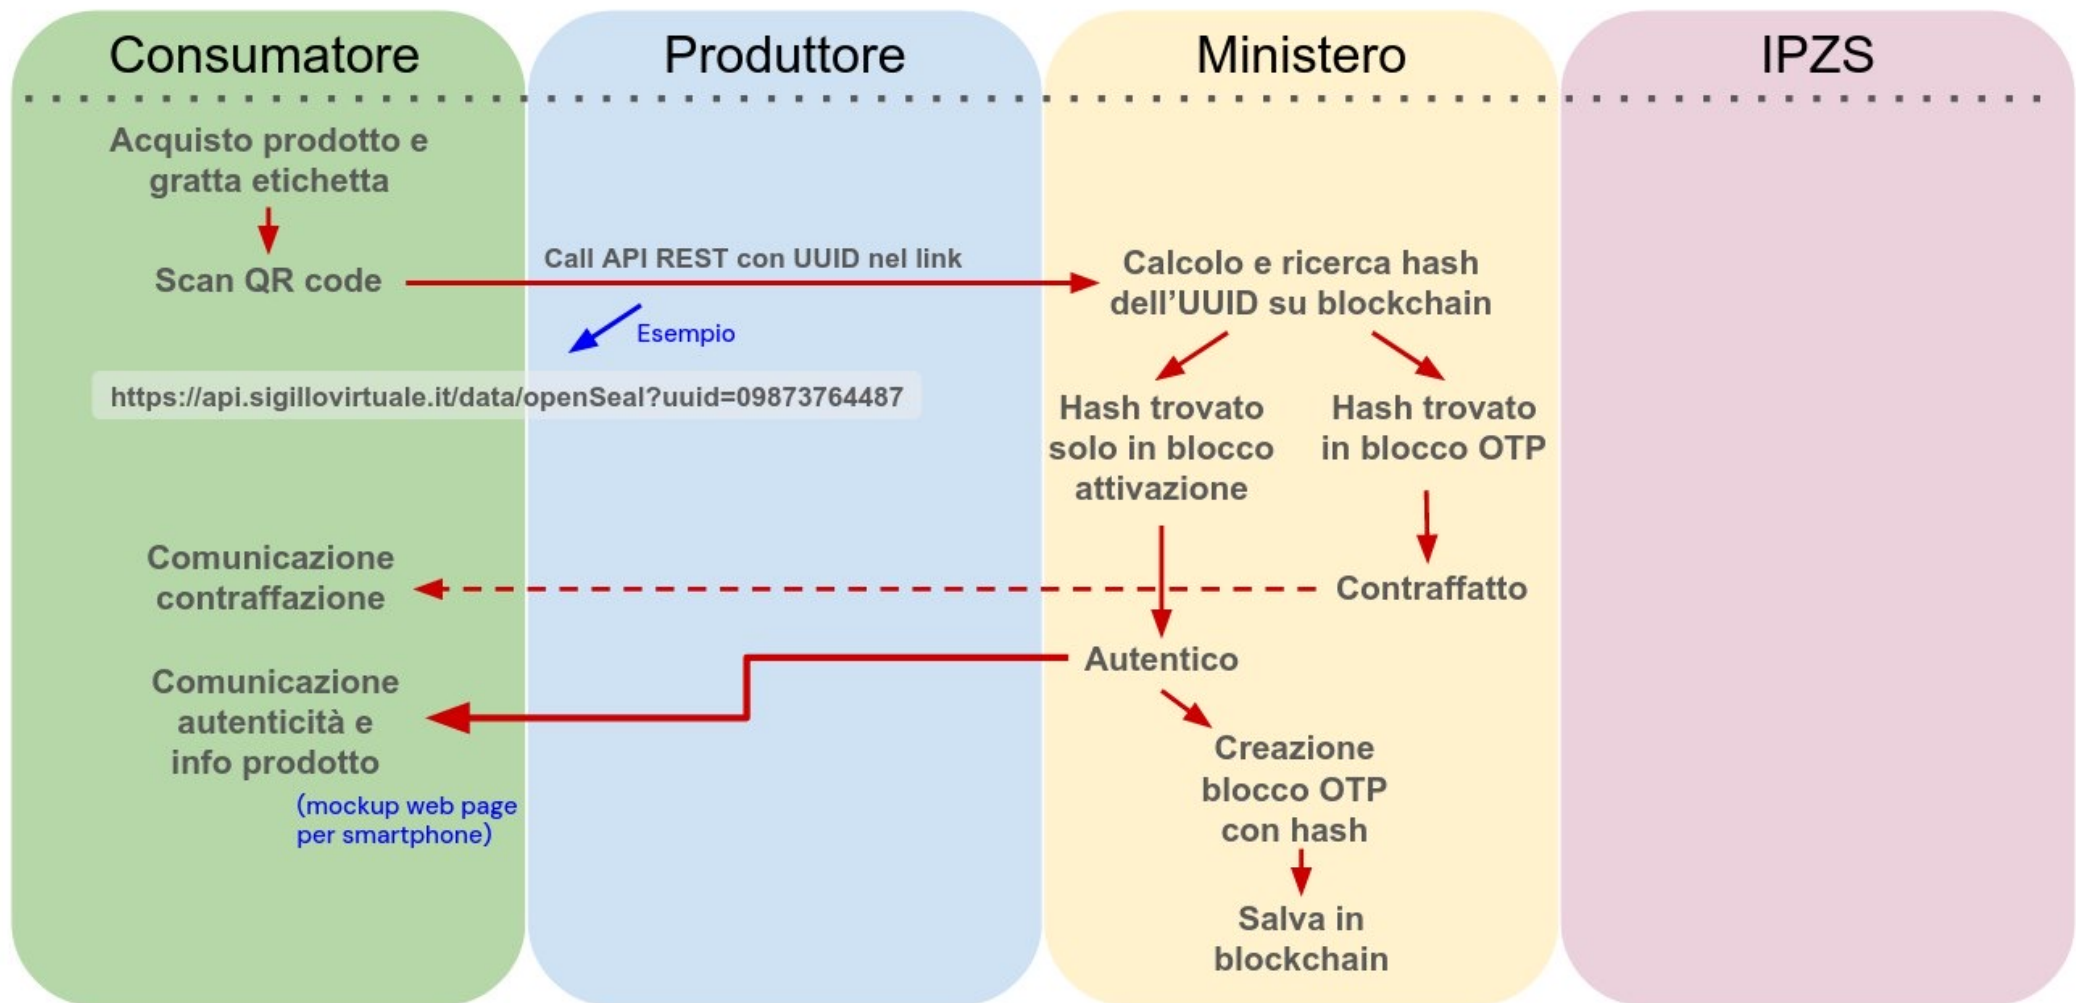 Consumatore
Produttore
Ministero
IPZS
Acquisto prodotto e
gratta etichetta
Scan QR code
Call API REST con UUID nel link
Esempio
https://api.sigillovirtuale.it/data/openSeal?uuid=09873764487
Calcolo e ricerca hash
dell'UUID su blockchain
Hash trovato
solo in blocco
attivazione
Hash trovato
in blocco OTP
Contraffatto
Comunicazione
contraffazione
Autentico
Comunicazione
autenticità e
info prodotto
(mockup web page
per smartphone)
Creazione
blocco OTP
con hash
Salva in
blockchain